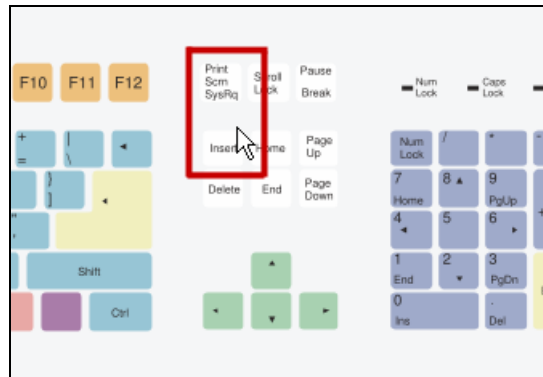 F10 F11 F12
Print
Scrn
SysRq
Scroll
Lock
Pause
Break
Num
Lock
Caps
Lock
+
=
|
\
Insert
Home
Page
Up
Num
Lock
/
*
-
}
]
Delete
End
Page
Down
7
Home
8
9
PgUp
+
"
'
4
5
6
Shift
1
End
2
3
PgDn
Ctrl
0
Ins
.
Del